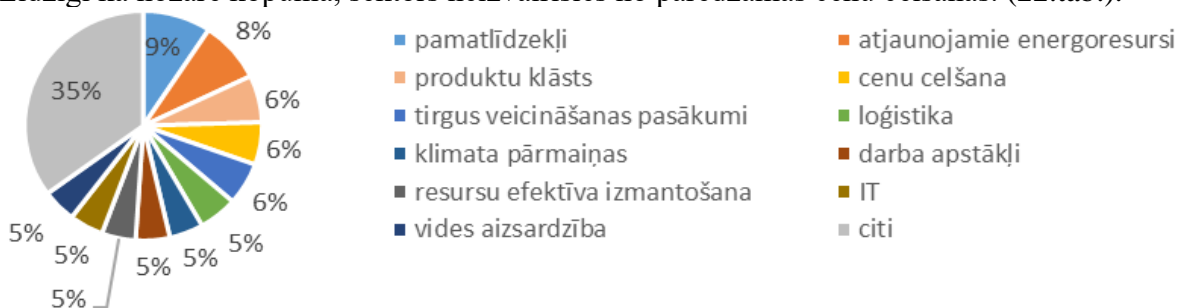 9%
8%
35%
6%
6%
6%
5%
5%
5%
5%
5%
5%
pamatlīdzekļi
atjaunojamie energoresursi
produktu klāsts
cenu celšana
tirgus veicināšanas pasākumi
loģistika
klimata pārmaiņas
darba apstākļi
resursu efektīva izmantošana
IT
vides aizsardzība
citi